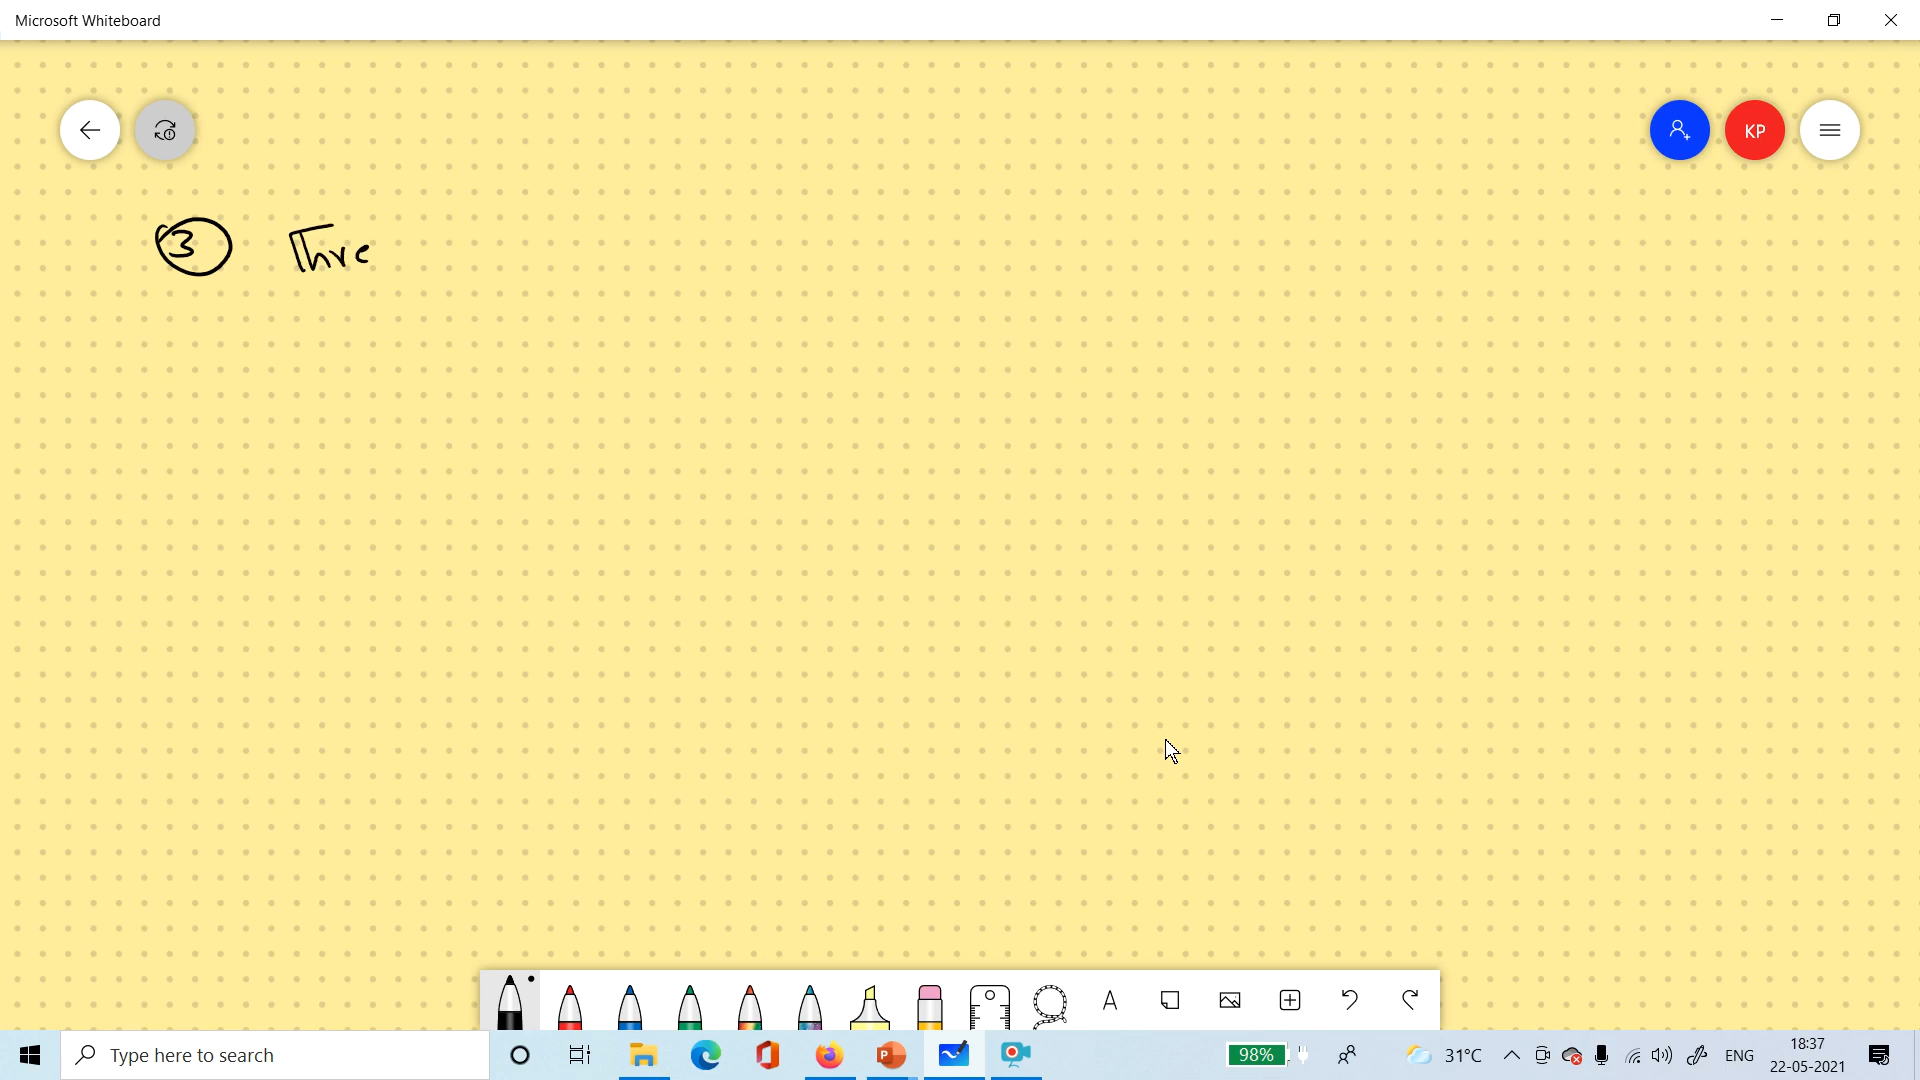 Microsoft Whiteboard
KP
3 Thre
A
Type here to search
98%
31°C
ENG
18:37
22-05-2021